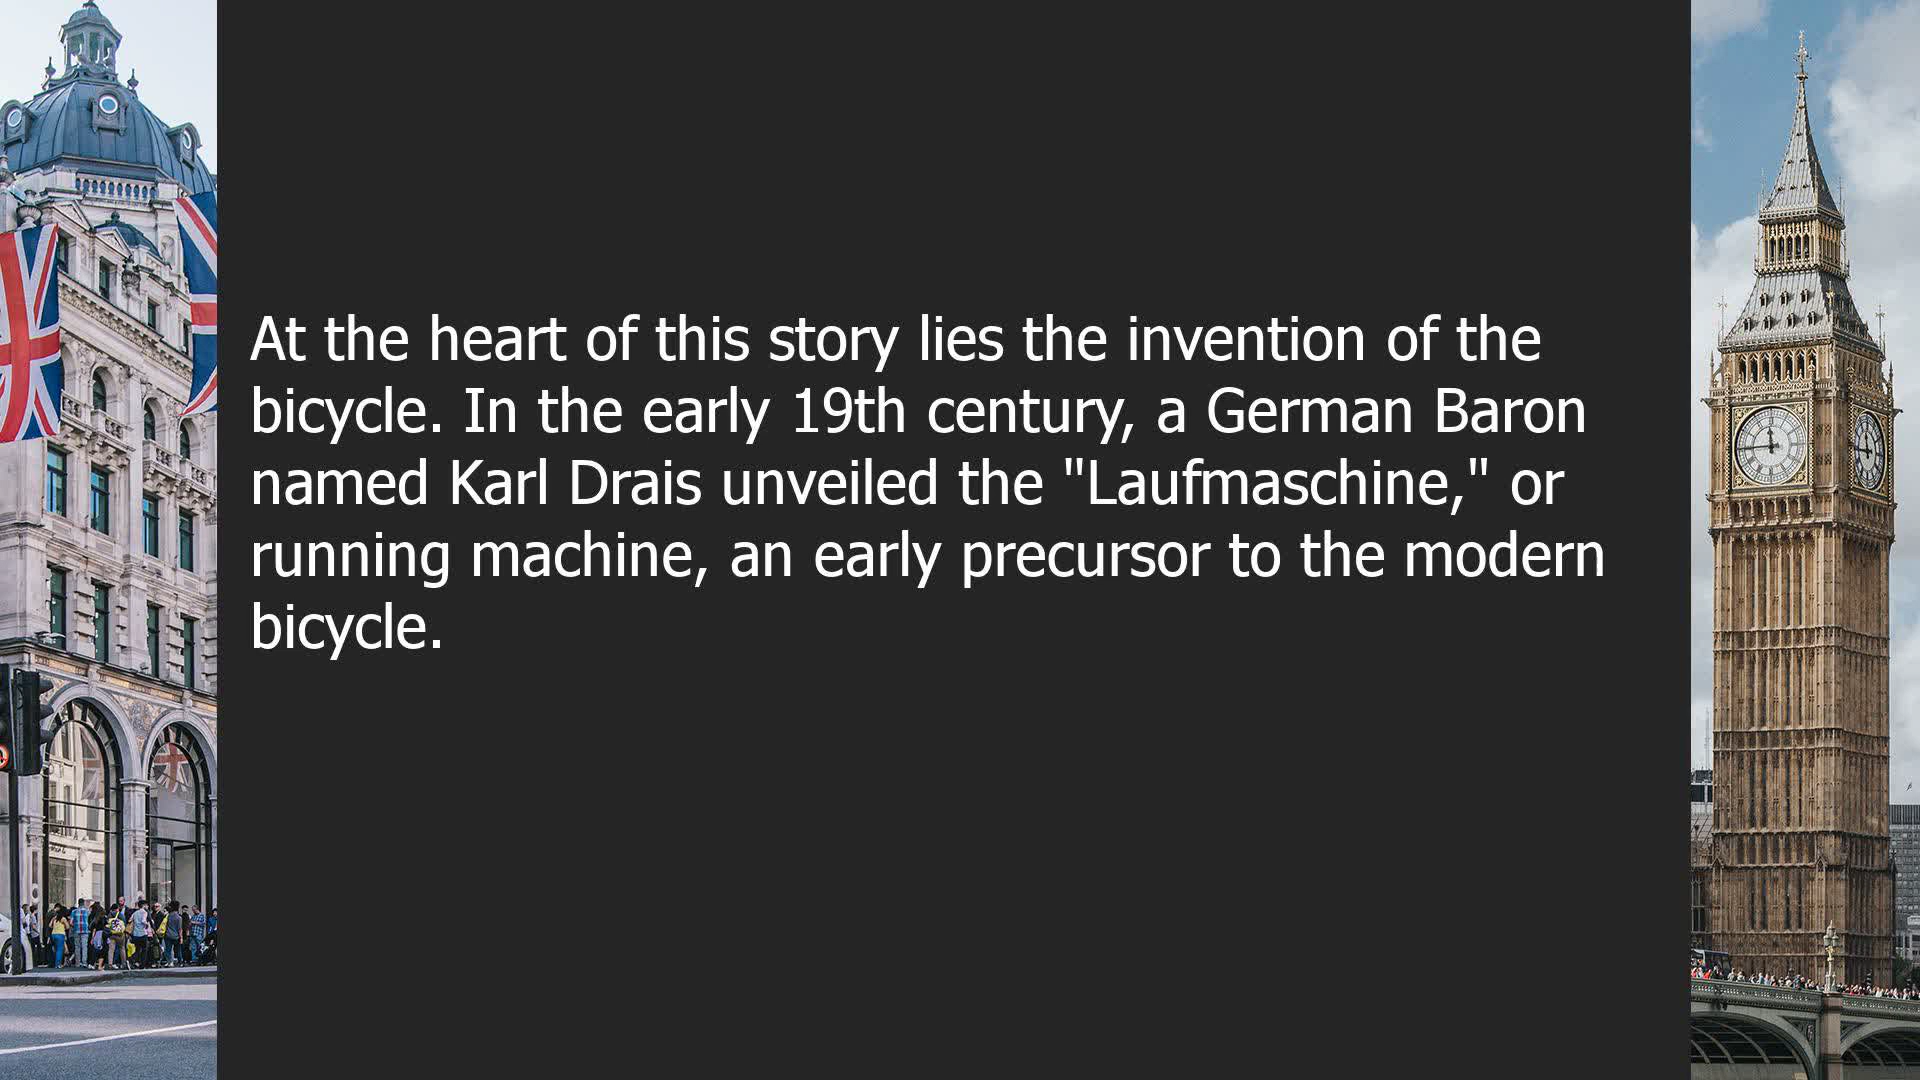 At the heart of this story lies the invention of the
bicycle. In the early 19th century, a German Baron
named Karl Drais unveiled the "Laufmaschine," or
running machine, an early precursor to the modern
bicycle.